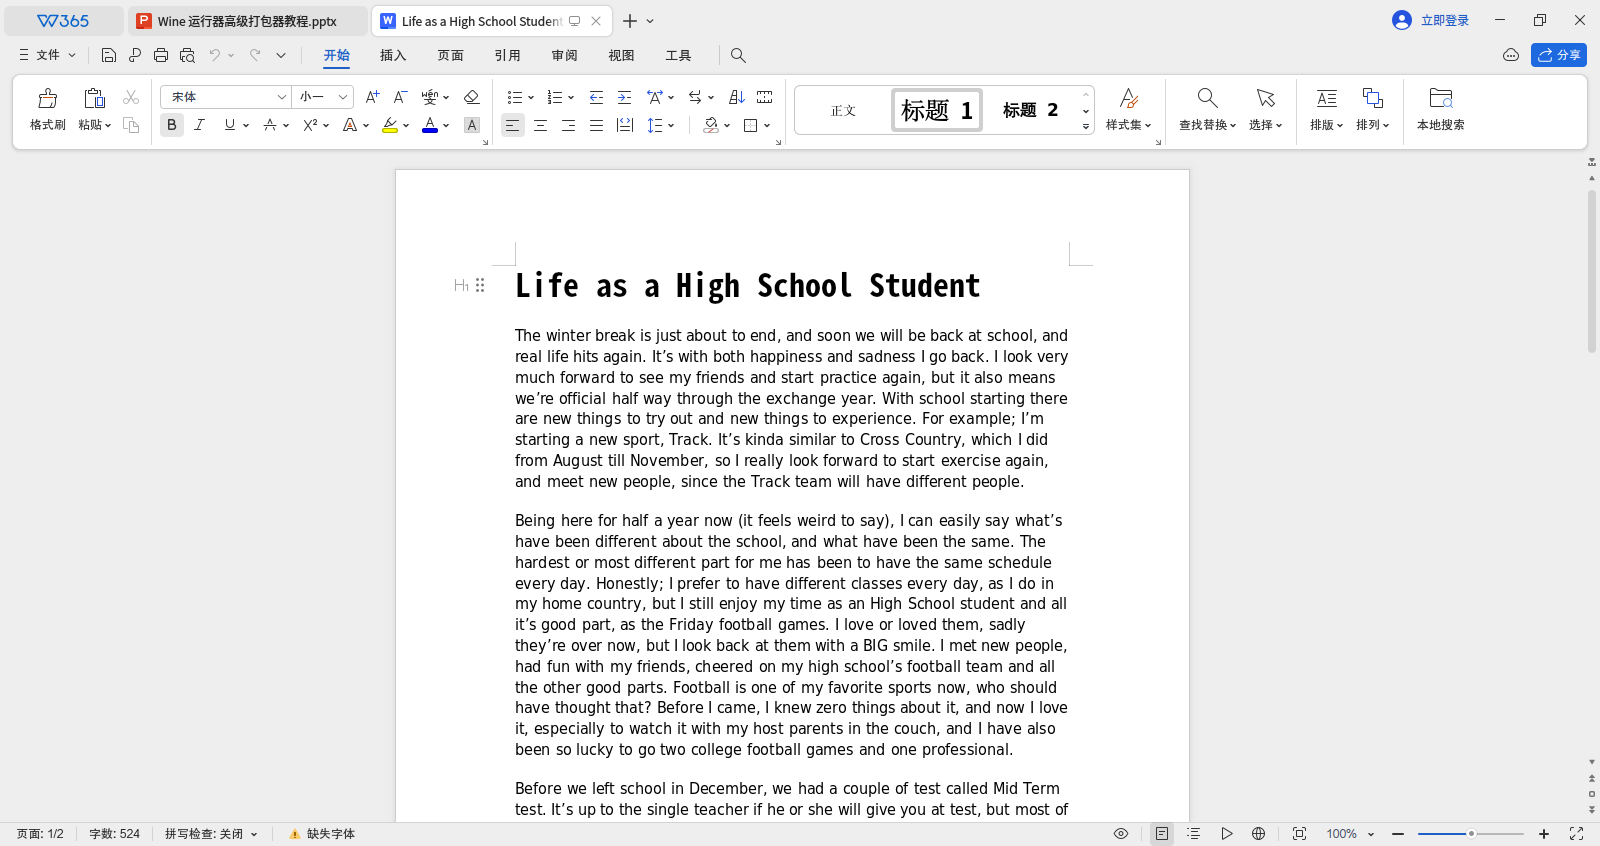 W365
Wine 运行器高级打包器教程.pptx
Life as a High School Student
立即登录
文件
开始
插入
页面
引用
审阅
视图
工具
分享
格式刷
粘贴
宋体
小一
正文
标题 1
标题 2
样式集
查找替换
选择
排版
排列
本地搜索
H1
Life as a High School Student
The winter break is just about to end, and soon we will be back at school, and
real life hits again. It’s with both happiness and sadness I go back. I look very
much forward to see my friends and start practice again, but it also means
we’re official half way through the exchange year. With school starting there
are new things to try out and new things to experience. For example; I’m
starting a new sport, Track. It’s kinda similar to Cross Country, which I did
from August till November, so I really look forward to start exercise again,
and meet new people, since the Track team will have different people.
Being here for half a year now (it feels weird to say), I can easily say what’s
have been different about the school, and what have been the same. The
hardest or most different part for me has been to have the same schedule
every day. Honestly; I prefer to have different classes every day, as I do in
my home country, but I still enjoy my time as an High School student and all
it’s good part, as the Friday football games. I love or loved them, sadly
they’re over now, but I look back at them with a BIG smile. I met new people,
had fun with my friends, cheered on my high school’s football team and all
the other good parts. Football is one of my favorite sports now, who should
have thought that? Before I came, I knew zero things about it, and now I love
it, especially to watch it with my host parents in the couch, and I have also
been so lucky to go two college football games and one professional.
Before we left school in December, we had a couple of test called Mid Term
test. It’s up to the single teacher if he or she will give you at test, but most of
页面: 1/2
字数: 524
拼写检查: 关闭
缺失字体
100%